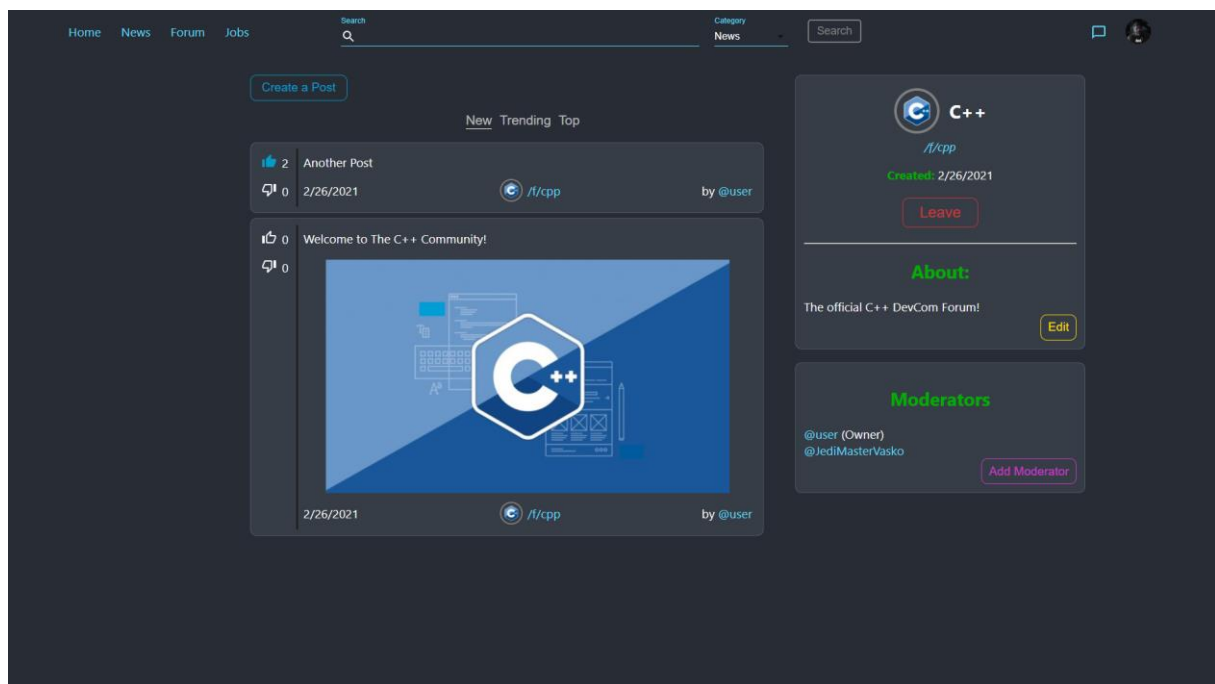 Home News Forum Jobs
Search
Category
News
Search
Create a Post
New Trending Top
2 Another Post
0 2/26/2021 /f/cpp by @user
0 Welcome to The C++ Community!
0
C++
2/26/2021 /f/cpp by @user
C++
/f/cpp
Created: 2/26/2021
Leave
About:
The official C++ DevCom Forum!
Edit
Moderators
@user (Owner)
@JediMasterVasko
Add Moderator